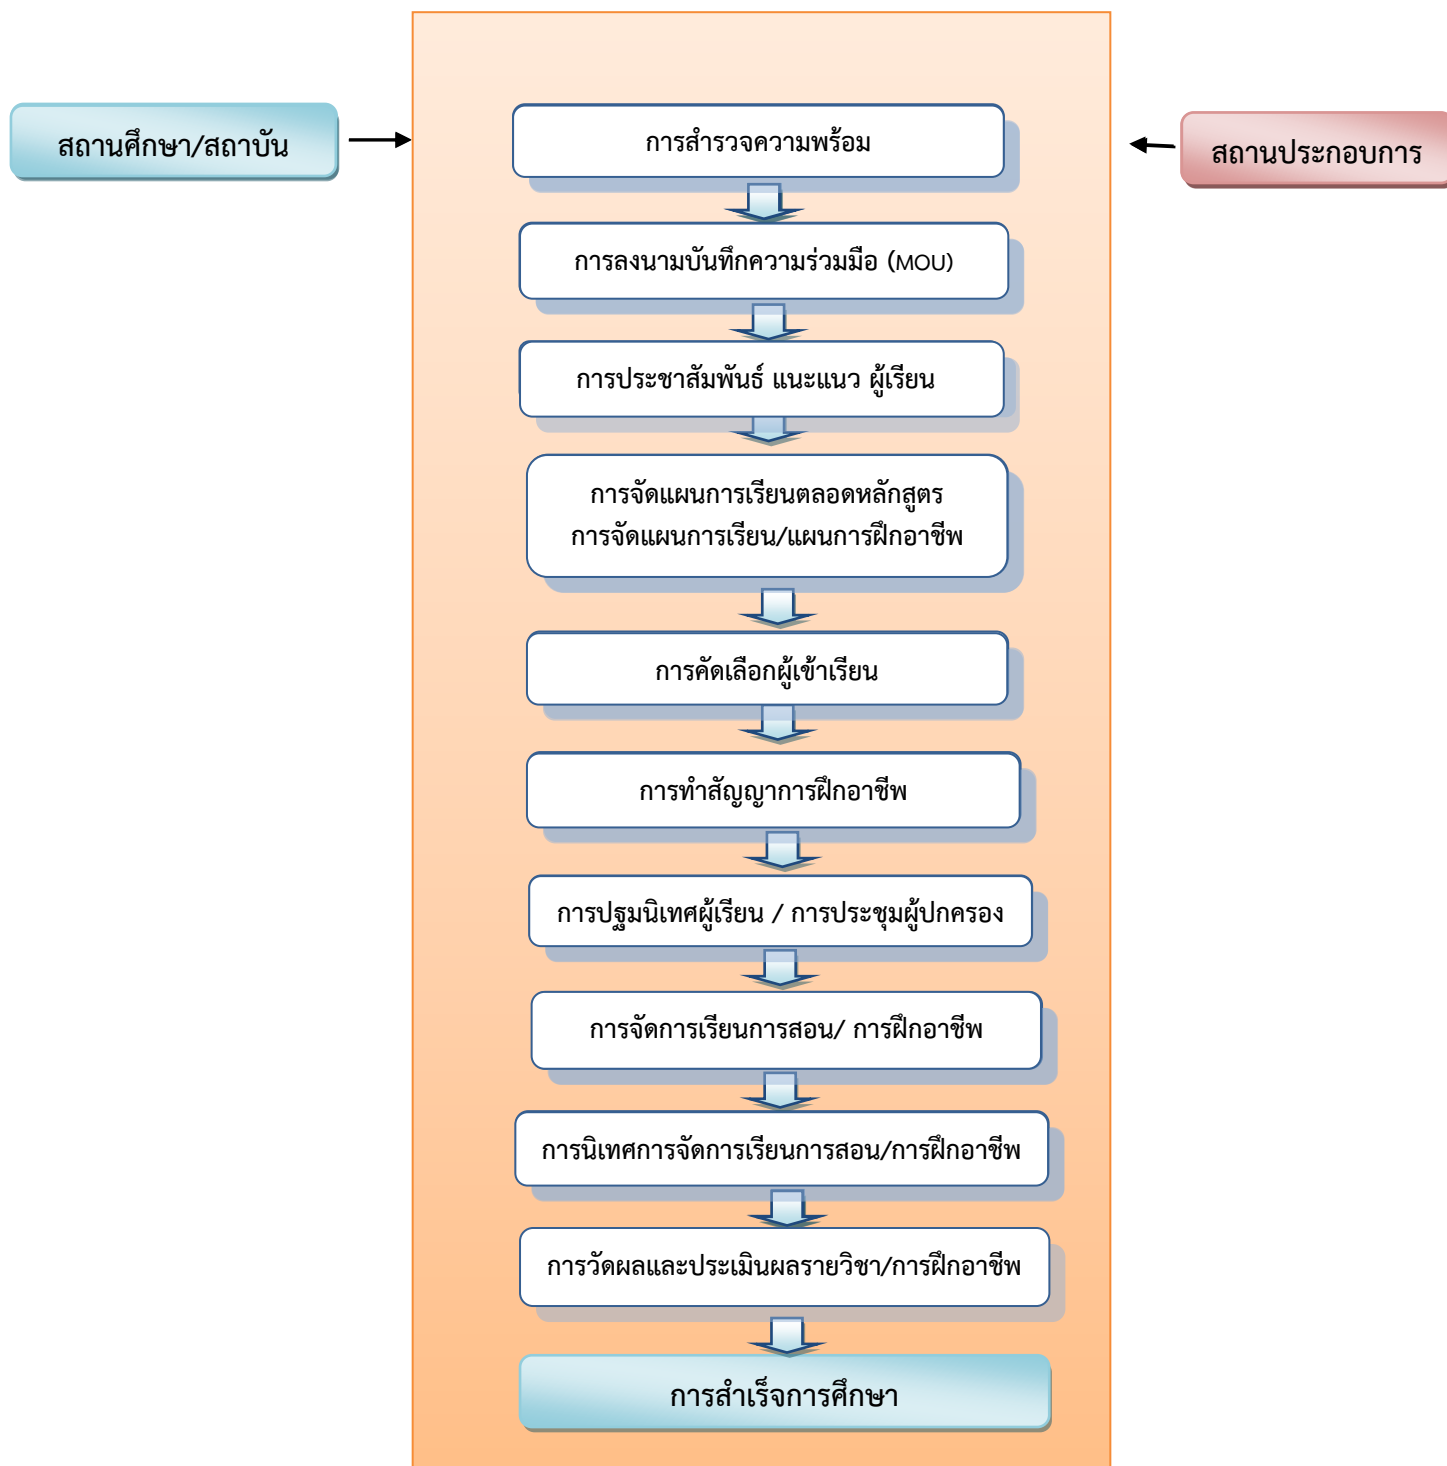 สถานศึกษา/สถาบัน
สถานประกอบการ
การสำรวจความพร้อม
การลงนามบันทึกความร่วมมือ (MOU)
การประชาสัมพันธ์ แนะแนว ผู้เรียน
การจัดแผนการเรียนตลอดหลักสูตร
การจัดแผนการเรียน/แผนการฝึกอาชีพ
การคัดเลือกผู้เข้าเรียน
การทำสัญญาการฝึกอาชีพ
การปฐมนิเทศผู้เรียน / การประชุมผู้ปกครอง
การจัดการเรียนการสอน/ การฝึกอาชีพ
การนิเทศการจัดการเรียนการสอน/การฝึกอาชีพ
การวัดผลและประเมินผลรายวิชา/การฝึกอาชีพ
การสำเร็จการศึกษา